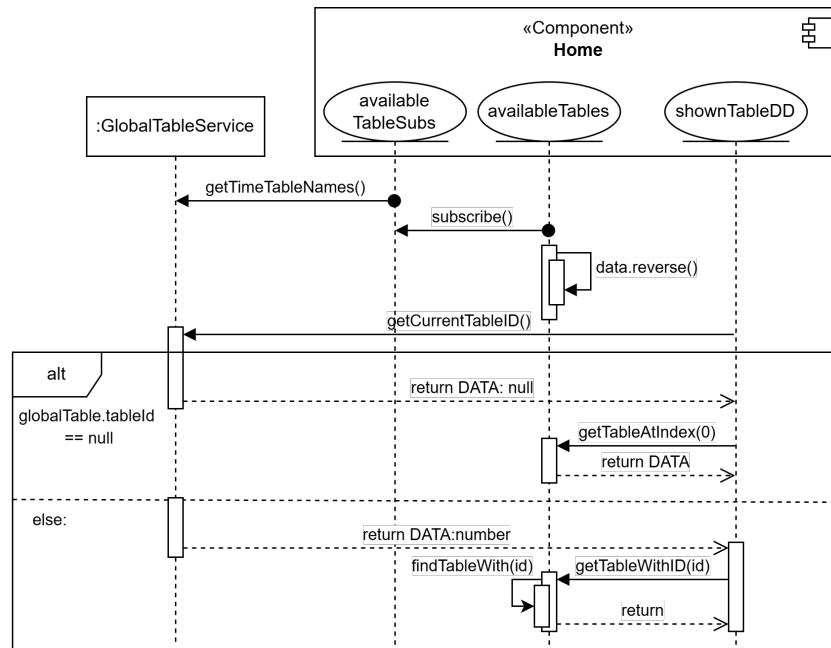 «Component»
Home
:GlobalTableService
available
TableSubs
availableTables
shownTableDD
getTimeTableNames()
subscribe()
data.reverse()
getCurrentTableID()
alt
globalTable.tableId
== null
return DATA: null
getTableAtIndex(0)
return DATA
else:
return DATA:number
findTableWith(id)
getTableWithID(id)
return